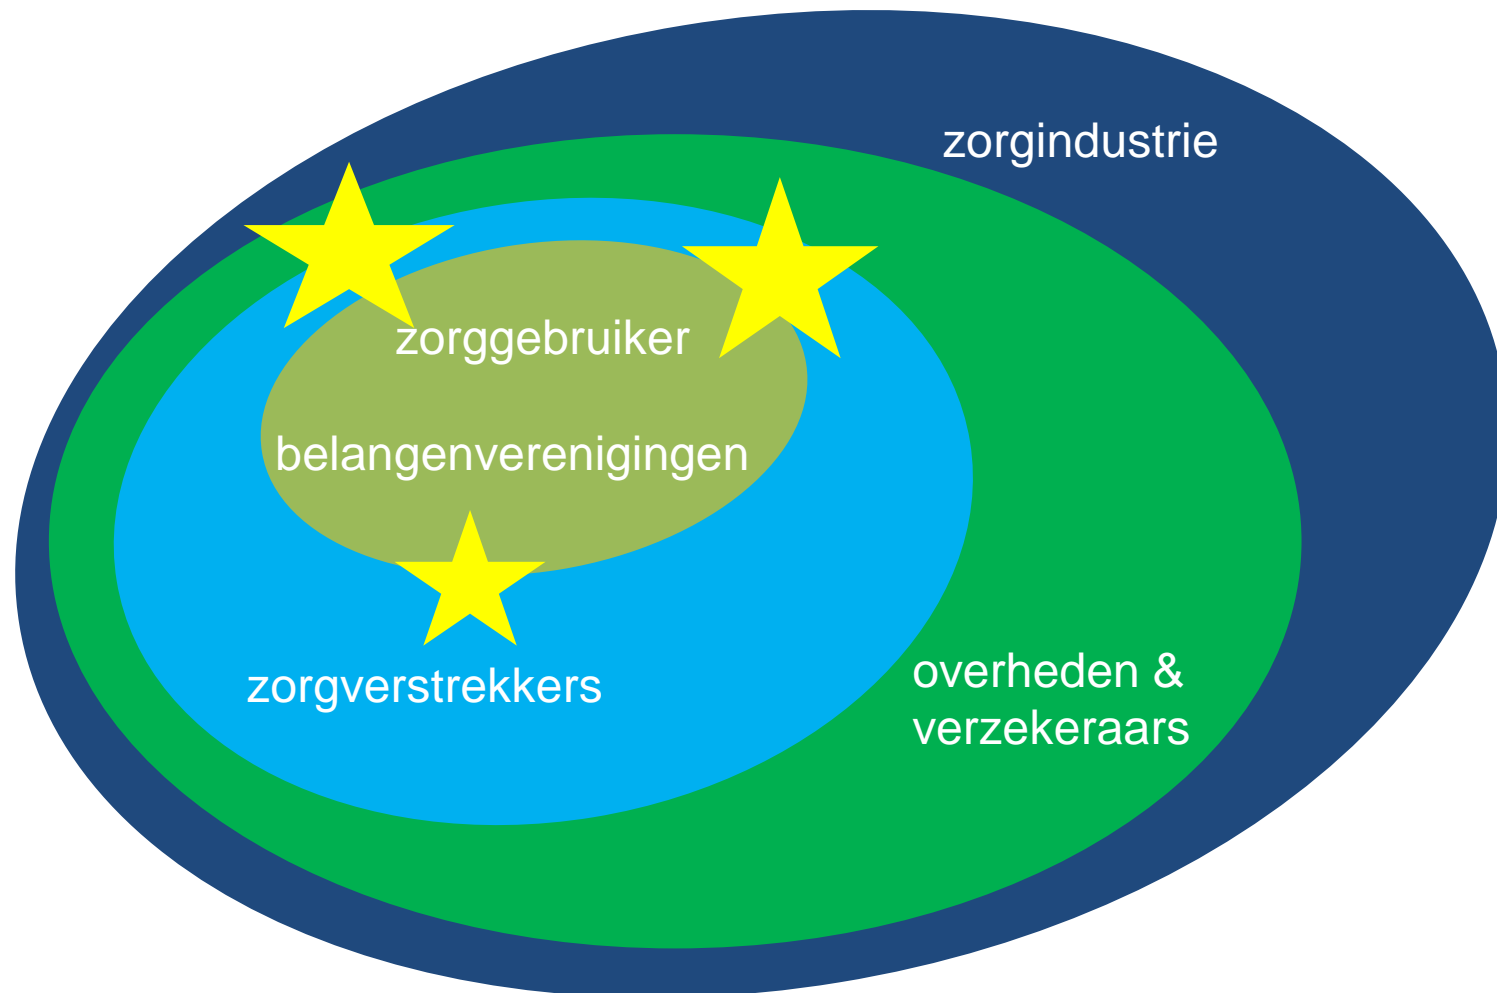 zorgindustrie
zorggebruiker
belangenverenigingen
zorgverstrekkers
overheden &
verzekeraars